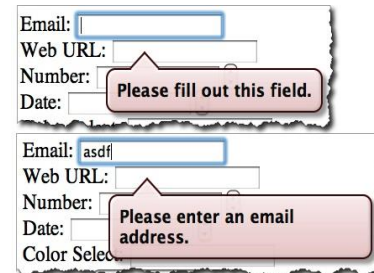 Email:
Web URL:
Number:
Please fill out this field.
Date:
Email: asdf
Web URL:
Number:
Please enter an email
address.
Date:
Color Selec